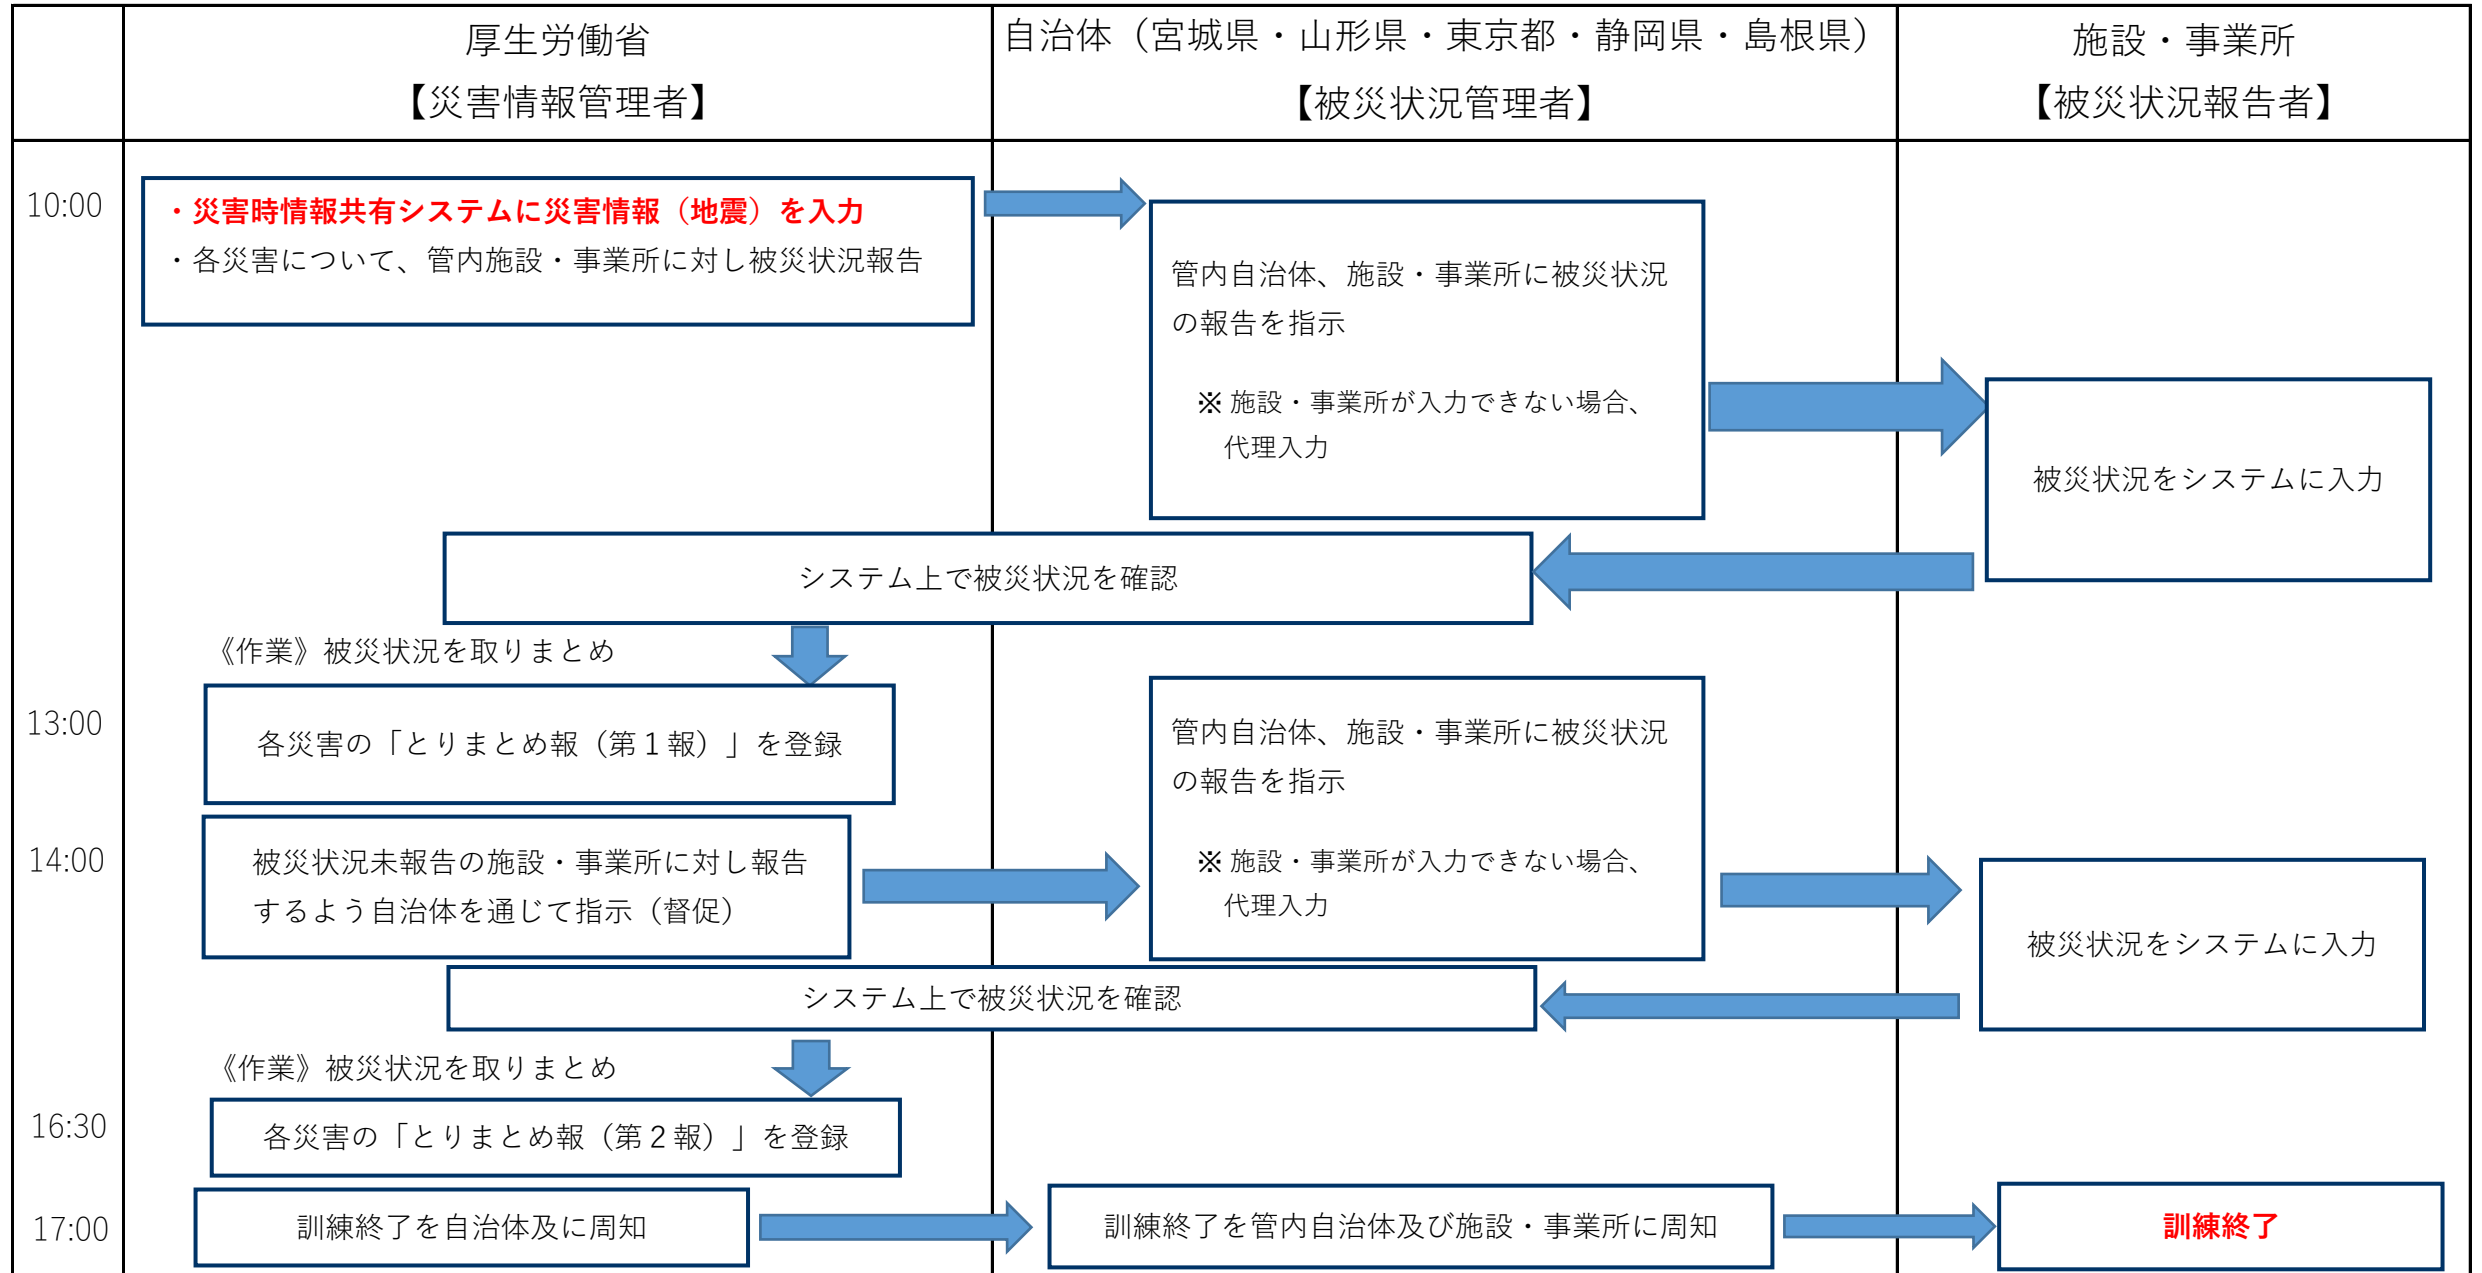 厚生労働省
【災害情報管理者】
自治体（宮城県・山形県・東京都・静岡県・島根県）
【被災状況管理者】
施設・事業所
【被災状況報告者】
10:00
・災害時情報共有システムに災害情報（地震）を入力
・各災害について、管内施設・事業所に対し被災状況報告
管内自治体、施設・事業所に被災状況
の報告を指示
※ 施設・事業所が入力できない場合、
代理入力
被災状況をシステムに入力
システム上で被災状況を確認
《作業》被災状況を取りまとめ
13:00
各災害の「とりまとめ報（第１報）」を登録
管内自治体、施設・事業所に被災状況
の報告を指示
※ 施設・事業所が入力できない場合、
代理入力
14:00
被災状況未報告の施設・事業所に対し報告
するよう自治体を通じて指示（督促）
被災状況をシステムに入力
システム上で被災状況を確認
《作業》被災状況を取りまとめ
16:30
各災害の「とりまとめ報（第２報）」を登録
17:00
訓練終了を自治体及に周知
訓練終了を管内自治体及び施設・事業所に周知
訓練終了